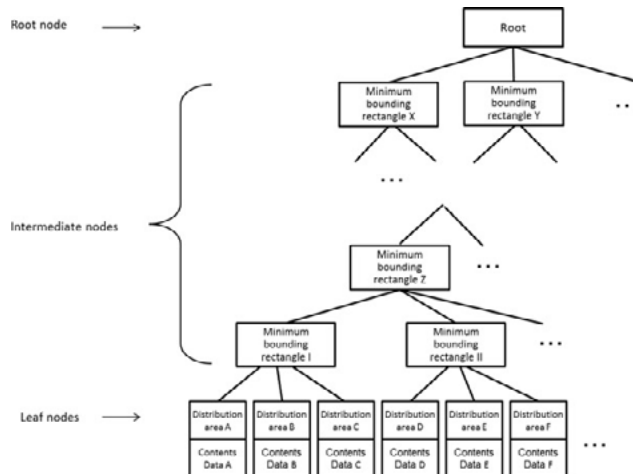 Root node
Root
Minimum
bounding
rectangle X
Minimum
bounding
rectangle Y
...
...
Intermediate nodes
Minimum
bounding
rectangle Z
...
Minimum
bounding
rectangle I
Minimum
bounding
rectangle II
...
Leaf nodes
Distribution
area A
Distribution
area B
Distribution
area C
Distribution
area D
Distribution
area E
Distribution
area F
Contents
Data A
Contents
Data B
Contents
Data C
Contents
Data D
Contents
Data E
Contents
Data F
...